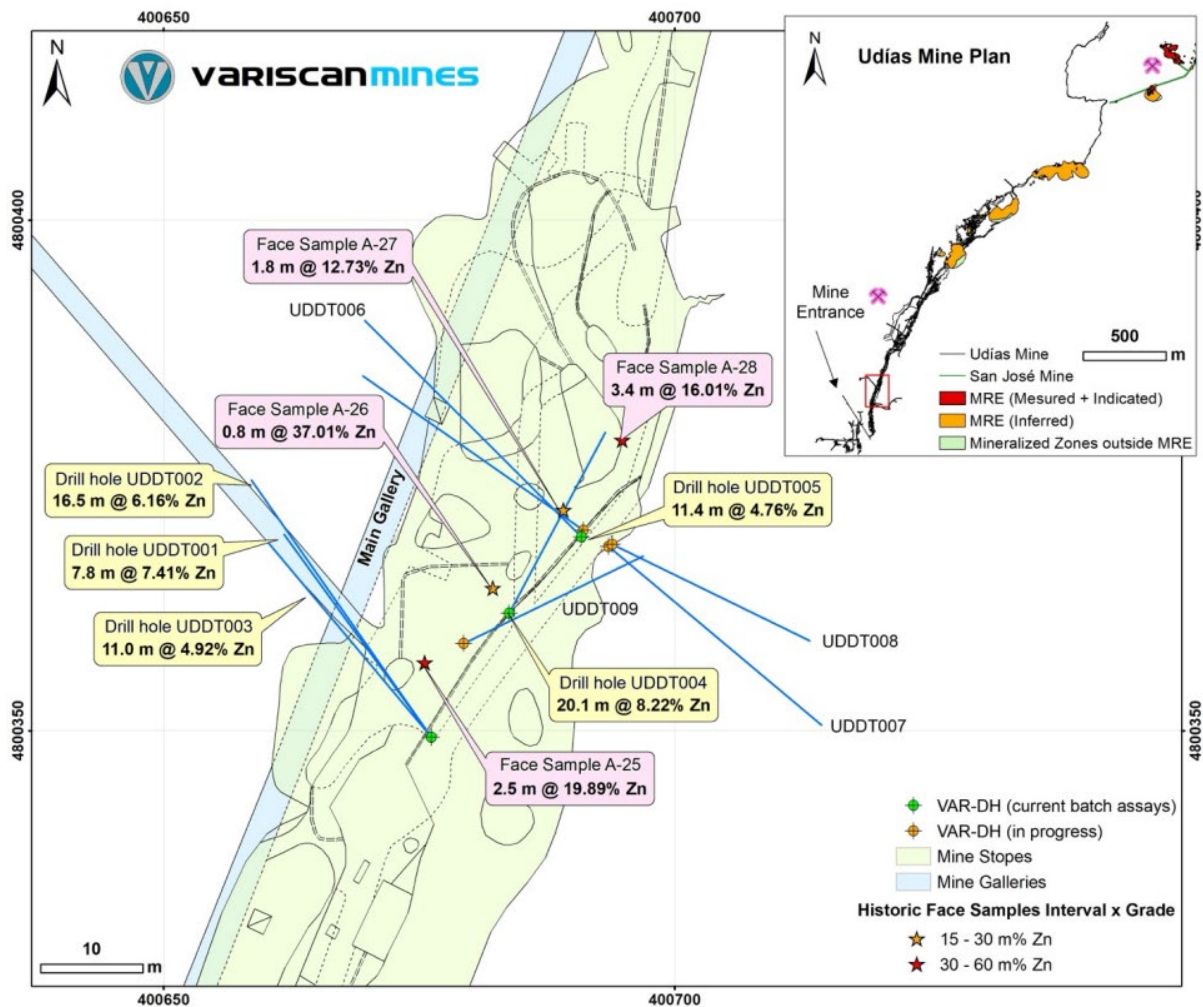 400650
400700
N
VARISCAN MINES
4800400
Face Sample A-27
1.8 m @ 12.73% Zn
UDDT006
Face Sample A-28
3.4 m @ 16.01% Zn
Face Sample A-26
0.8 m @ 37.01% Zn
Main Gallery
Drill hole UDDT002
16.5 m @ 6.16% Zn
Drill hole UDDT005
11.4 m @ 4.76% Zn
Drill hole UDDT001
7.8 m @ 7.41% Zn
Drill hole UDDT003
11.0 m @ 4.92% Zn
UDDT009
UDDT008
Drill hole UDDT004
20.1 m @ 8.22% Zn
UDDT007
4800350
4800350
Face Sample A-25
2.5 m @ 19.89% Zn
10
m
400650
400700
N
Udías Mine Plan
Mine
Entrance
500
m
Udías Mine
San José Mine
MRE (Mesured + Indicated)
MRE (Inferred)
Mineralized Zones outside MRE
VAR-DH (current batch assays)
VAR-DH (in progress)
Mine Stopes
Mine Galleries
Historic Face Samples Interval x Grade
15 - 30 m% Zn
30 - 60 m% Zn